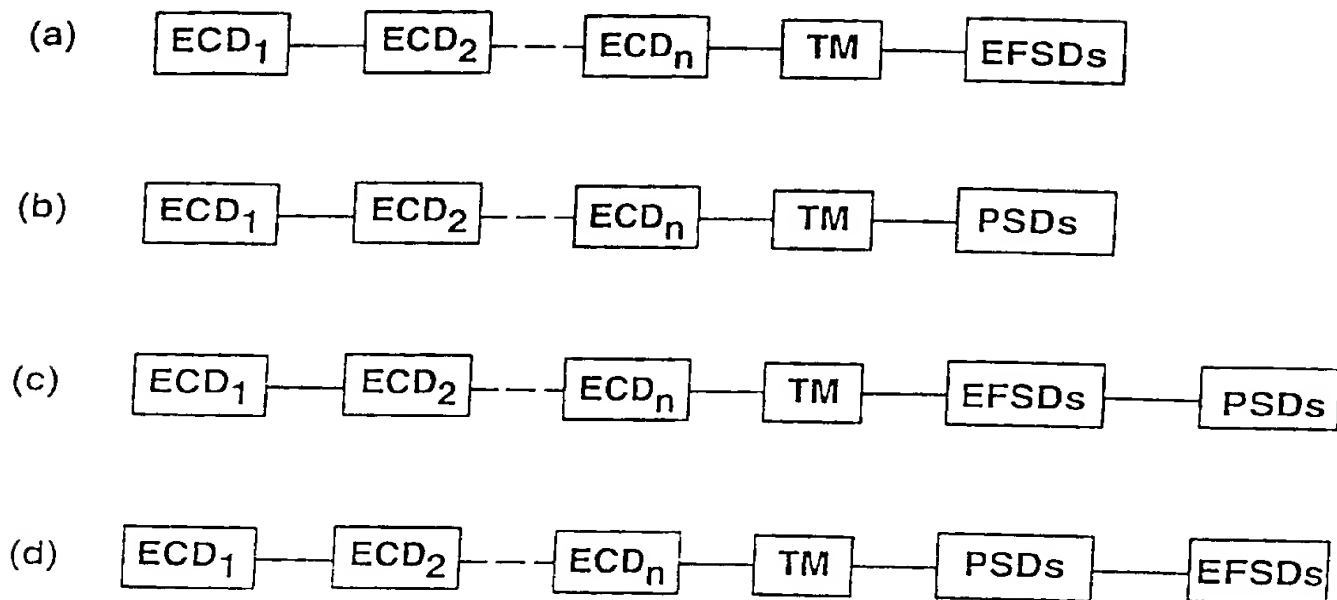 (a) ECD₁ ECD₂ ECDₙ TM EFSDs
(b) ECD₁ ECD₂ ECDₙ TM PSDs
(c) ECD₁ ECD₂ ECDₙ TM EFSDs PSDs
(d) ECD₁ ECD₂ ECDₙ TM PSDs EFSDs